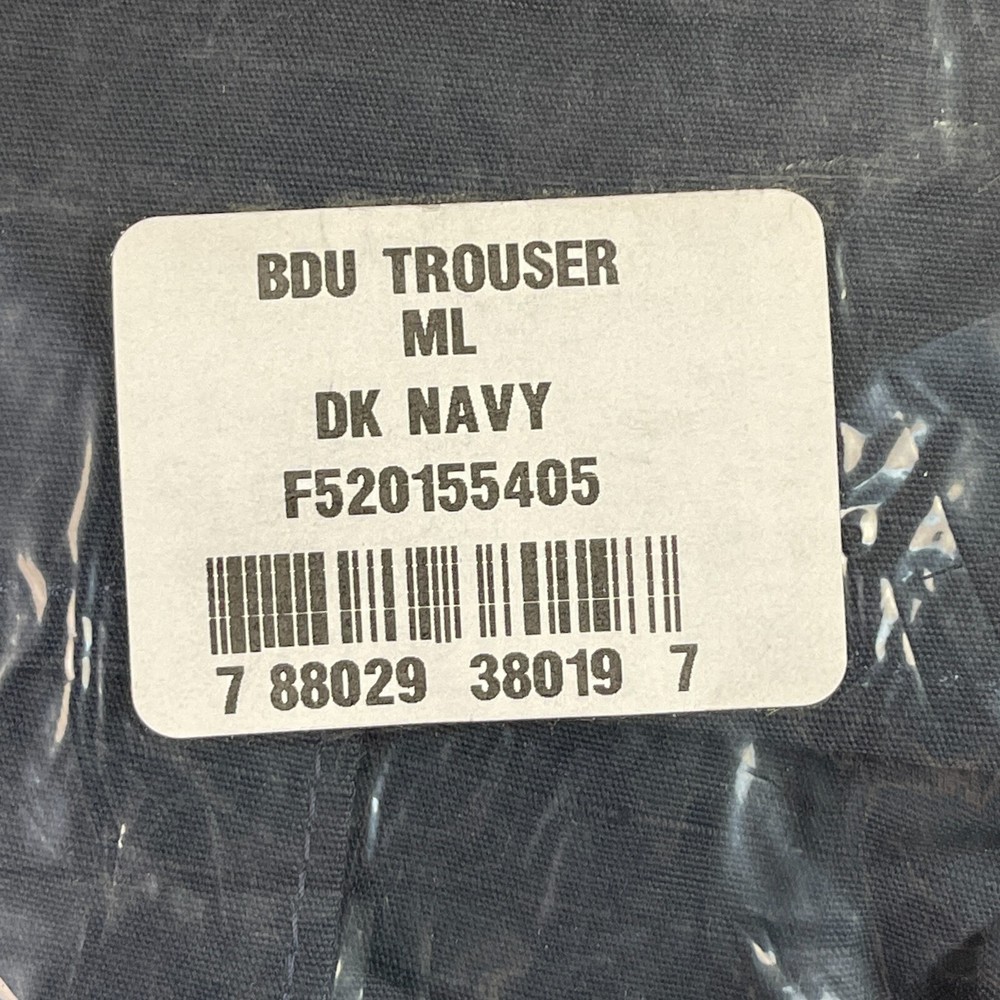 BDU TROUSER
ML
DK NAVY
F520155405
7 88029 38019 7